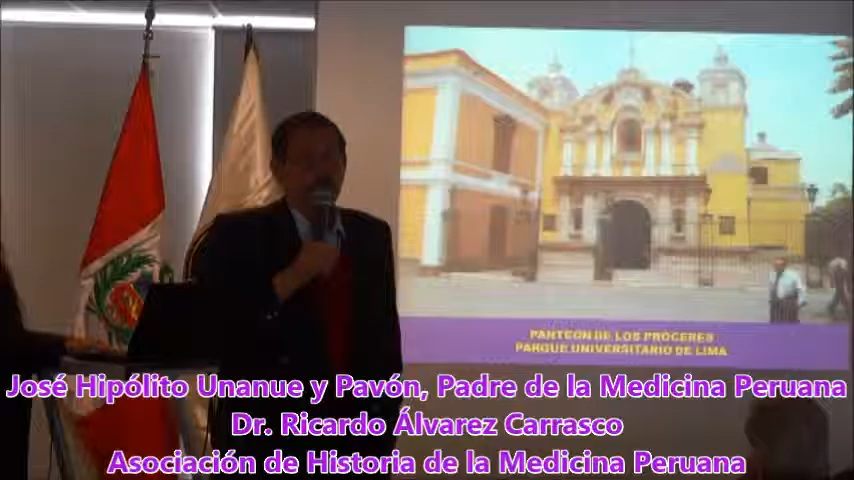 PANTEON DE LOS PROCERES
PARQUE UNIVERSITARIO DE LIMA
José Hipólito Unanue y Pavón, Padre de la Medicina Peruana
Dr. Ricardo Álvarez Carrasco
Asociación de Historia de la Medicina Peruana